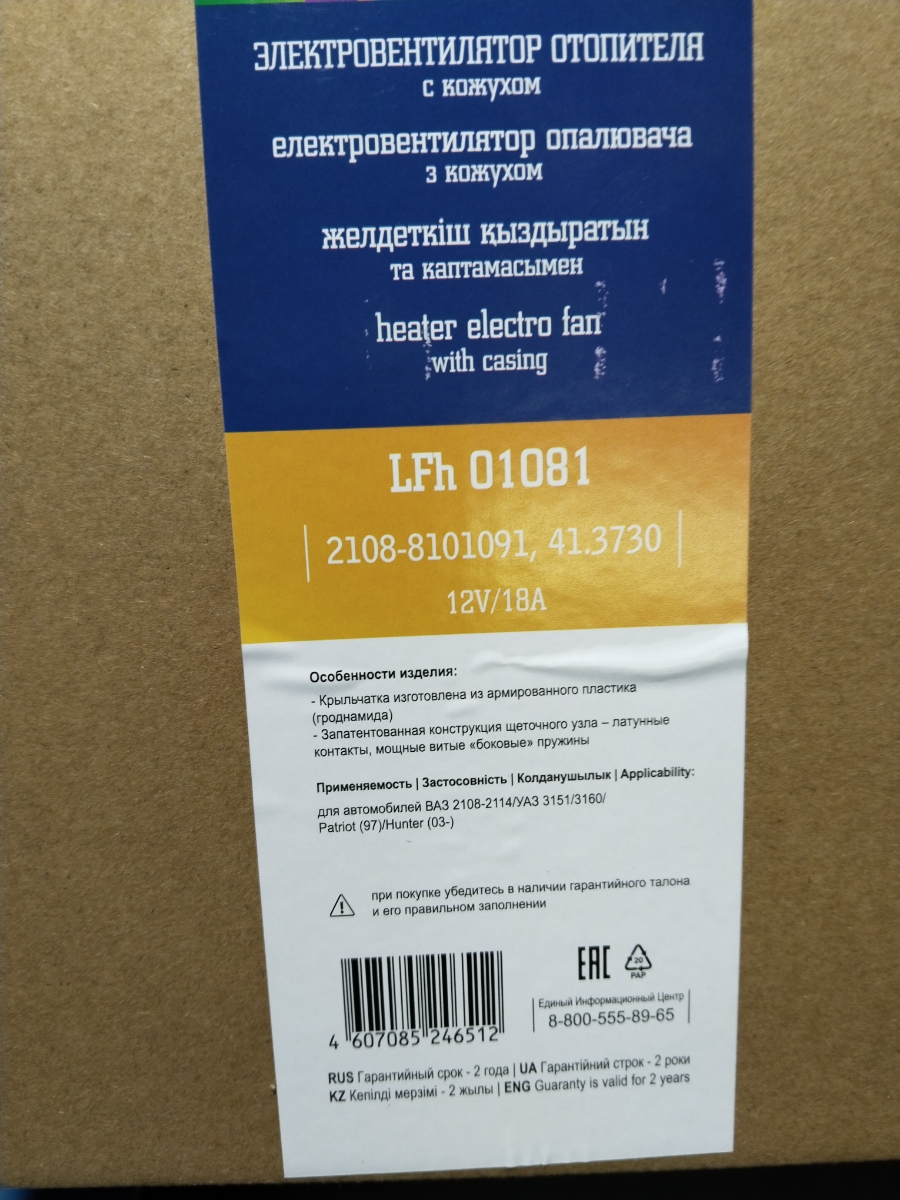 ЭЛЕКТРОВЕНТИЛЯТОР ОТОПИТЕЛЯ
с кожухом
електровентилятор опалювача
з кожухом
желдеткіш қыздыратын
та каптамасымен
heater electro fan
with casing
LFh 01081
2108-8101091, 41.3730
12V/18A
Особенности изделия:
- Крыльчатка изготовлена из армированного пластика
(гроднамида)
- Запатентованная конструкция щеточного узла – латунные
контакты, мощные витые «боковые» пружины
Применяемость | Застосовність | Колданушылык | Applicability:
для автомобилей ВАЗ 2108-2114/УАЗ 3151/3160/
Patriot (97)/Hunter (03-)
при покупке убедитесь в наличии гарантийного талона
и его правильном заполнении
EAC
20
PAP
Единый Информационный Центр
8-800-555-89-65
4 607085 246512
RUS Гарантийный срок - 2 года | UA Гарантійний строк - 2 роки
KZ Кепілді мерзімі - 2 жылы | ENG Guaranty is valid for 2 years